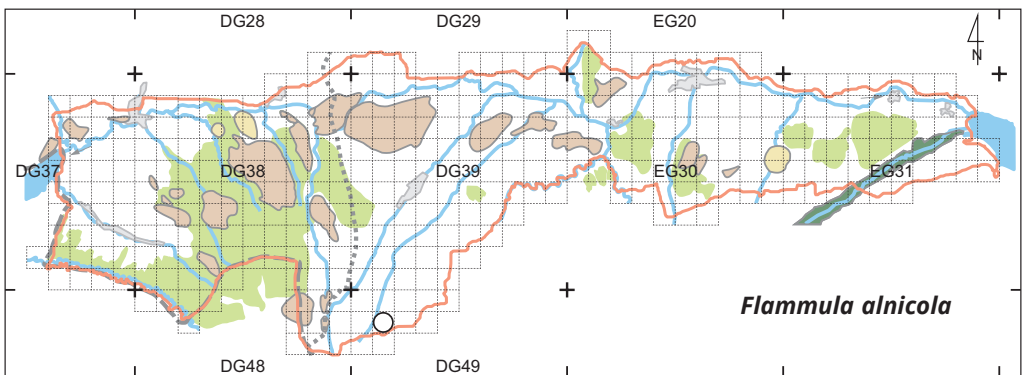 DG28 DG29 EG20
N
DG37 DG38 DG39 EG30 EG31
Flammula alnicola
DG48 DG49